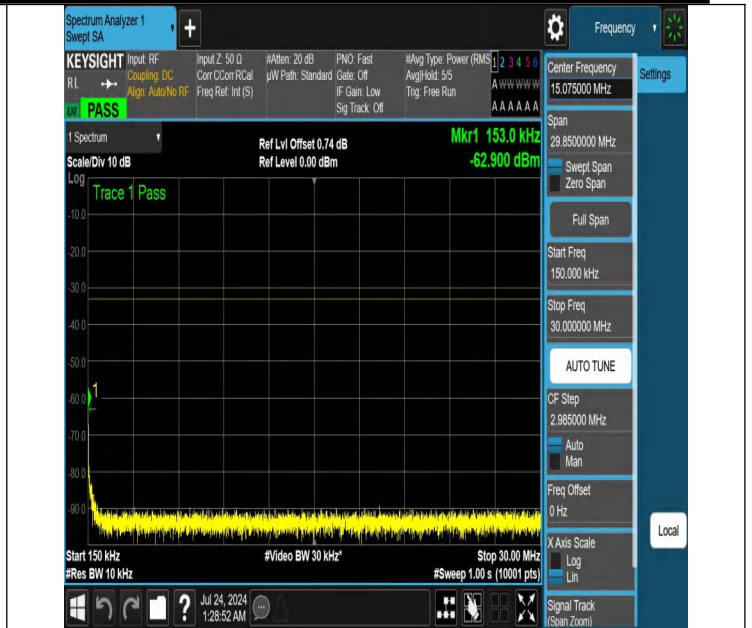 Spectrum Analyzer 1
Swept SA
+
Frequency
KEYSIGHT
RL
PASS
Input: RF
Coupling: DC
Align: Auto/No RF
Input Z: 50 Ω
Corr CCorr RCal
Freq Ref: Int (S)
#Atten: 20 dB
µW Path: Standard
PNO: Fast
Gate: Off
IF Gain: Low
Sig Track: Off
#Avg Type: Power (RMS
Avg|Hold: 5/5
Trig: Free Run
1 2 3 4 5 6
A W W W W W
A A A A A A
1 Spectrum
Scale/Div 10 dB
Ref Lvl Offset 0.74 dB
Ref Level 0.00 dBm
Mkr1 153.0 kHz
-62.900 dBm
Log
Trace 1 Pass
-10.0
-20.0
-30.0
-40.0
-50.0
-60.0
-70.0
-80.0
-90.0
1
Start 150 kHz
#Res BW 10 kHz
#Video BW 30 kHz*
Stop 30.00 MHz
#Sweep 1.00 s (10001 pts)
Center Frequency
15.075000 MHz
Settings
Span
29.8500000 MHz
Swept Span
Zero Span
Full Span
Start Freq
150.000 kHz
Stop Freq
30.000000 MHz
AUTO TUNE
CF Step
2.985000 MHz
Auto
Man
Freq Offset
0 Hz
X Axis Scale
Log
Lin
Local
Signal Track
(Span Zoom)
?
Jul 24, 2024
1:28:52 AM